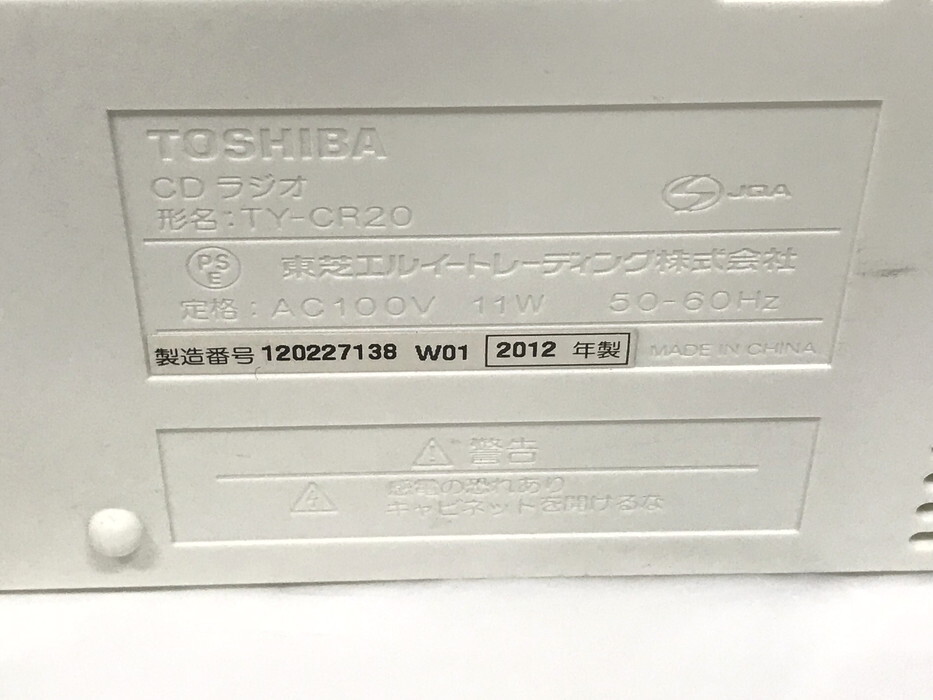 TOSHIBA
CD ラジオ
形名:TY-CR20
JQA
PS
E
東芝エルイートレーディング株式会社
定格:AC100V 11W 50-60Hz
製造番号 120227138 W01 2012 年製
MADE IN CHINA
警告
感電の恐れあり
キャビネットを開けるな